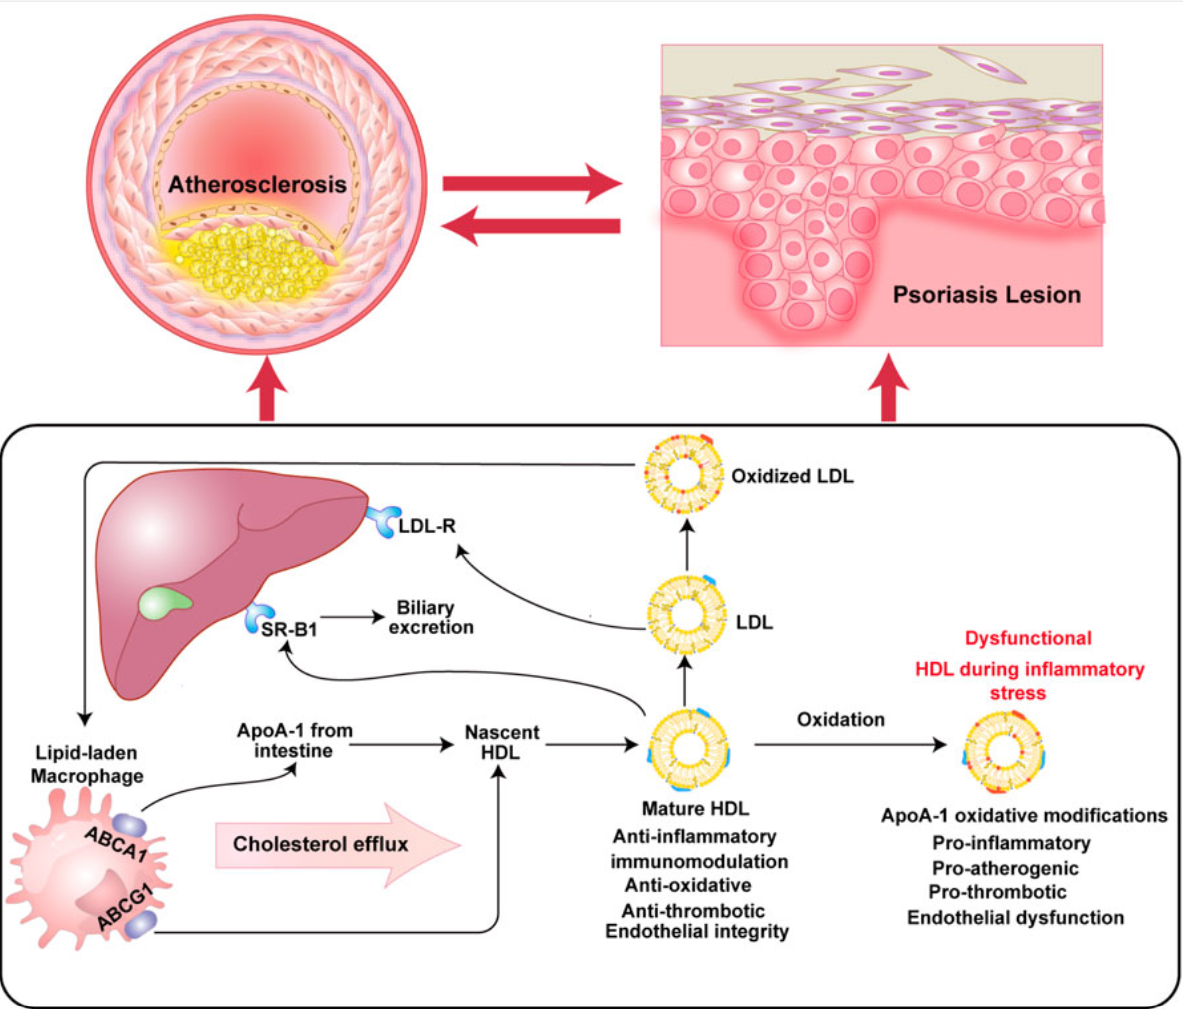 Atherosclerosis
Psoriasis Lesion
Oxidized LDL
LDL-R
LDL
SR-B1
Biliary
excretion
Dysfunctional
HDL during inflammatory
stress
Lipid-laden
Macrophage
ApoA-1 from
intestine
Nascent
HDL
Oxidation
Mature HDL
Anti-inflammatory
immunomodulation
Anti-oxidative
Anti-thrombotic
Endothelial integrity
ApoA-1 oxidative modifications
Pro-inflammatory
Pro-atherogenic
Pro-thrombotic
Endothelial dysfunction
ABCA1
ABCG1
Cholesterol efflux